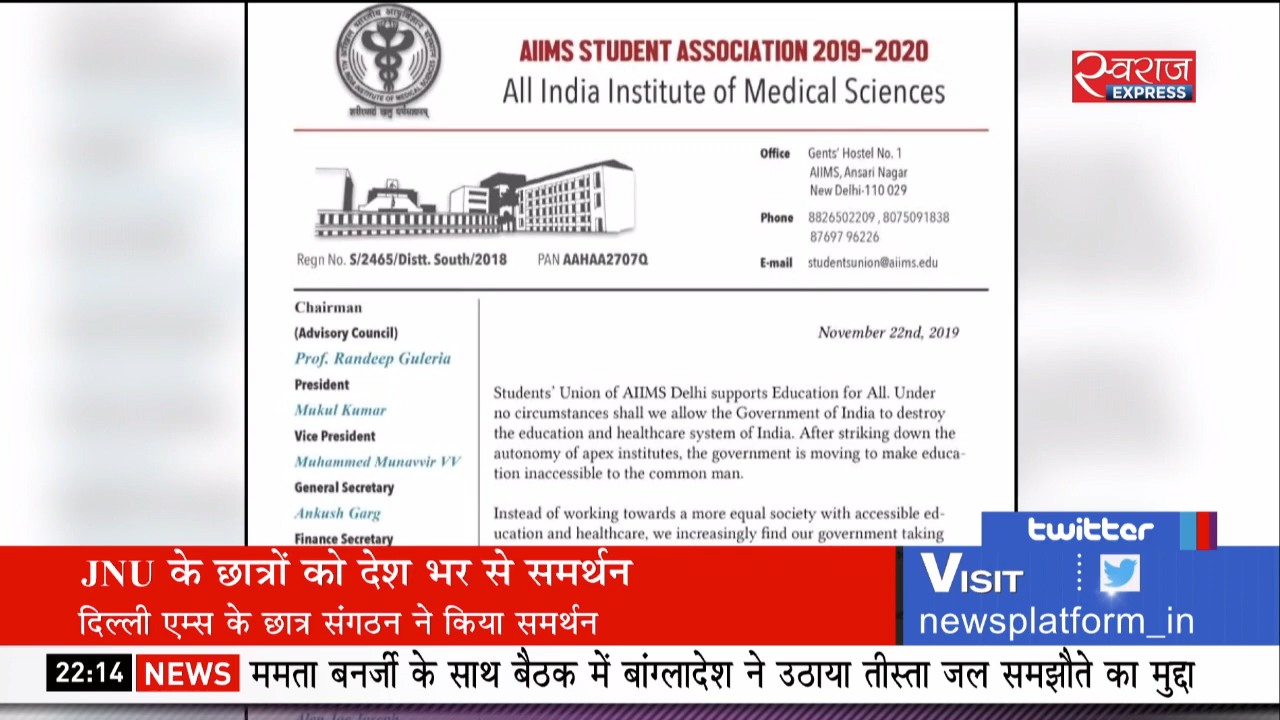 AIIMS STUDENT ASSOCIATION 2019-2020
All India Institute of Medical Sciences
स्वराज
EXPRESS
Office Gents' Hostel No. 1
AIIMS, Ansari Nagar
New Delhi-110 029
Phone 8826502209 , 8075091838
87697 96226
E-mail studentsunion@aiims.edu
Regn No. S/2465/Distt. South/2018 PAN AAHAA2707Q
Chairman
(Advisory Council)
Prof. Randeep Guleria
President
Mukul Kumar
Vice President
Muhammed Munavvir VV
General Secretary
Ankush Garg
Finance Secretary
November 22nd, 2019
Students' Union of AIIMS Delhi supports Education for All. Under
no circumstances shall we allow the Government of India to destroy
the education and healthcare system of India. After striking down the
autonomy of apex institutes, the government is moving to make educa-
tion inaccessible to the common man.
Instead of working towards a more equal society with accessible ed-
ucation and healthcare, we increasingly find our government taking
twitter
VISIT
newsplatform_in
JNU के छात्रों को देश भर से समर्थन
दिल्ली एम्स के छात्र संगठन ने किया समर्थन
22:14 NEWS ममता बनर्जी के साथ बैठक में बांग्लादेश ने उठाया तीस्ता जल समझौते का मुद्दा